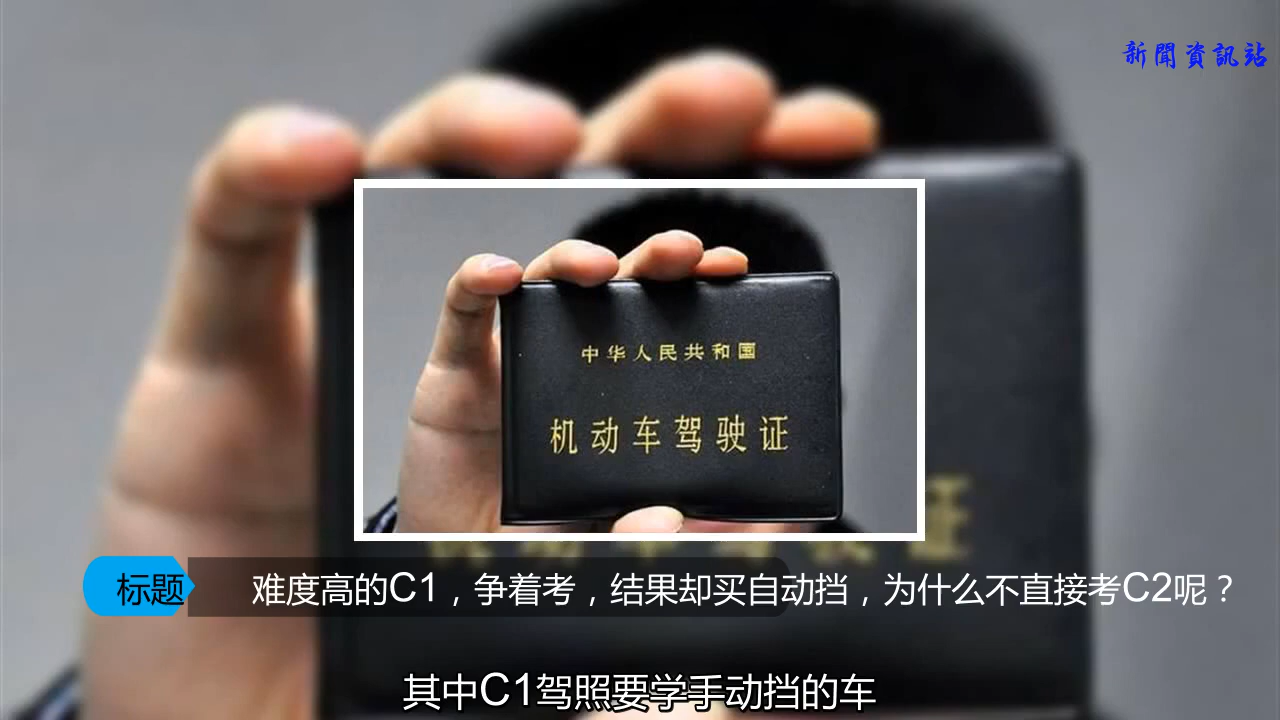 新聞資訊站
中华人民共和国
机动车驾驶证
证
标题
难度高的C1，争着考，结果却买自动挡，为什么不直接考C2呢？
其中C1驾照要学手动挡的车